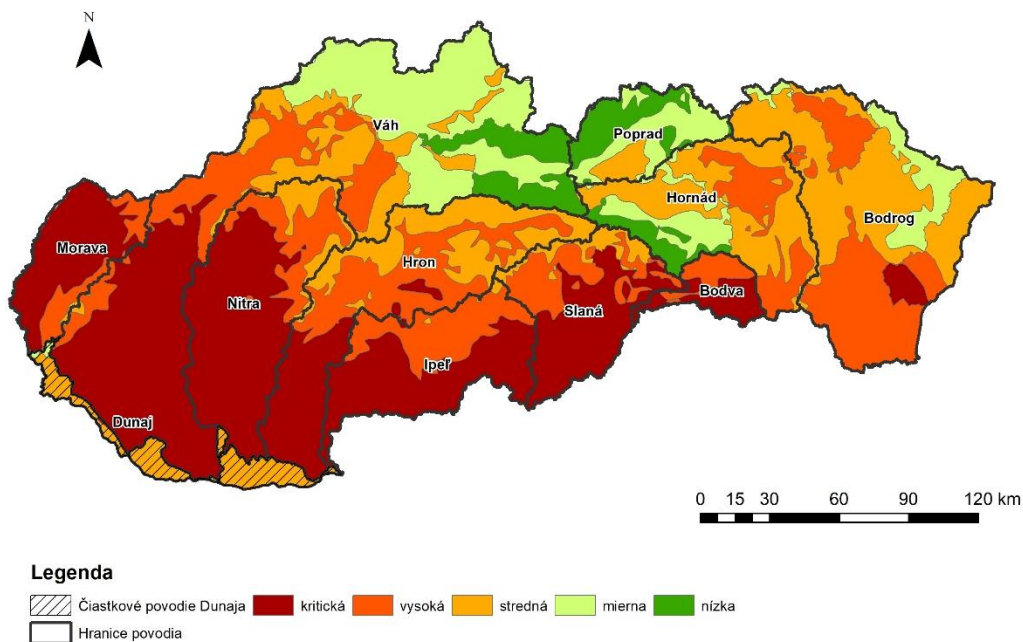 N
Váh
Poprad
Hornád
Bodrog
Morava
Hron
Nitra
Slaná
Bodva
Ipeľ
Dunaj
0 15 30 60 90 120 km
Legenda
Čiastkové povodie Dunaja kritická vysoká stredná mierna nízka
Hranice povodia